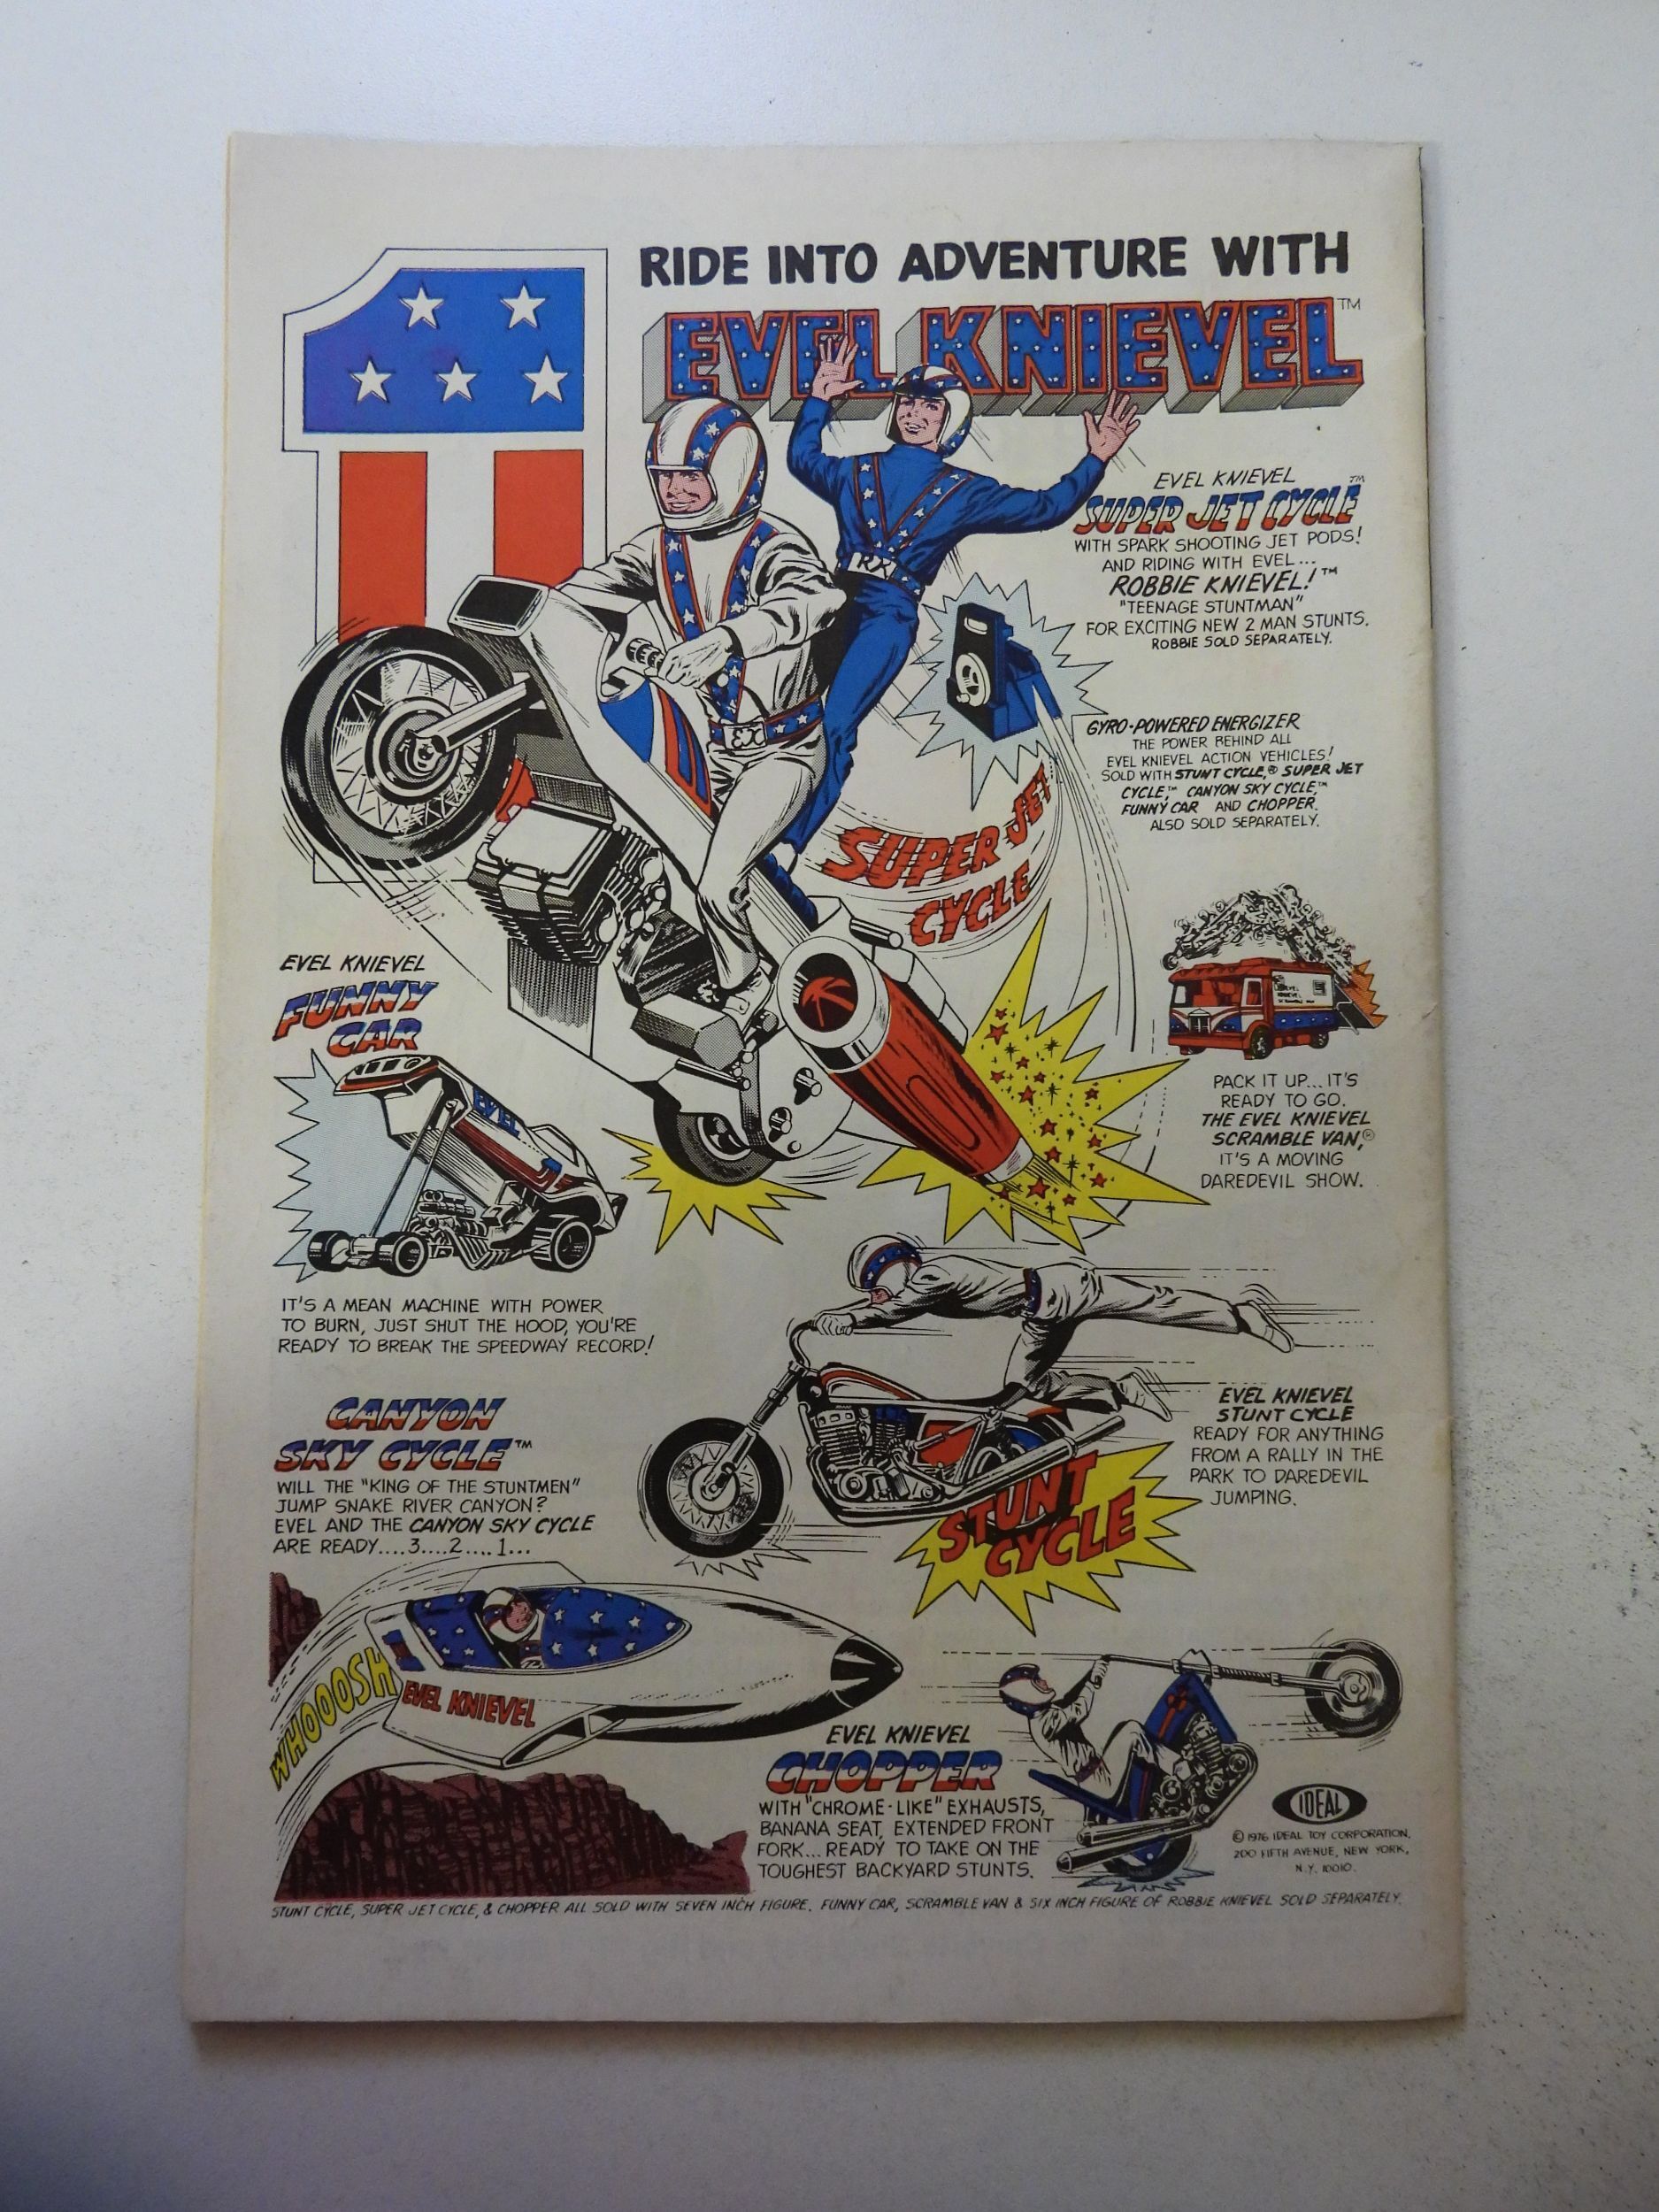 RIDE INTO ADVENTURE WITH
EVEL KNIEVEL™
EVEL KNIEVEL
SUPER JET CYCLE™
WITH SPARK SHOOTING JET PODS!
AND RIDING WITH EVEL...
ROBBIE KNIEVEL!™
"TEENAGE STUNTMAN"
FOR EXCITING NEW 2 MAN STUNTS.
ROBBIE SOLD SEPARATELY.
RK
EK
GYRO-POWERED ENERGIZER
THE POWER BEHIND ALL
EVEL KNIEVEL ACTION VEHICLES!
SOLD WITH STUNT CYCLE,® SUPER JET
CYCLE,™ CANYON SKY CYCLE,™
FUNNY CAR AND CHOPPER.
ALSO SOLD SEPARATELY.
SUPER JET
CYCLE
EVEL KNIEVEL
FUNNY
CAR
EVEL
1
IT'S A MEAN MACHINE WITH POWER
TO BURN, JUST SHUT THE HOOD, YOU'RE
READY TO BREAK THE SPEEDWAY RECORD!
EVEL
KNIEVEL
PACK IT UP...IT'S
READY TO GO.
THE EVEL KNIEVEL
SCRAMBLE VAN,®
IT'S A MOVING
DAREDEVIL SHOW.
CANYON
SKY CYCLE™
WILL THE "KING OF THE STUNTMEN"
JUMP SNAKE RIVER CANYON?
EVEL AND THE CANYON SKY CYCLE
ARE READY....3....2....1...
EVEL KNIEVEL
STUNT CYCLE
READY FOR ANYTHING
FROM A RALLY IN THE
PARK TO DAREDEVIL
JUMPING.
STUNT
CYCLE
WHOOOSH
EVEL KNIEVEL
EVEL KNIEVEL
CHOPPER
WITH "CHROME-LIKE" EXHAUSTS,
BANANA SEAT, EXTENDED FRONT
FORK...READY TO TAKE ON THE
TOUGHEST BACKYARD STUNTS.
IDEAL
© 1976 IDEAL TOY CORPORATION,
200 FIFTH AVENUE, NEW YORK,
N.Y. 10010.
STUNT CYCLE, SUPER JET CYCLE, & CHOPPER ALL SOLD WITH SEVEN INCH FIGURE. FUNNY CAR, SCRAMBLE VAN & SIX INCH FIGURE OF ROBBIE KNIEVEL SOLD SEPARATELY.